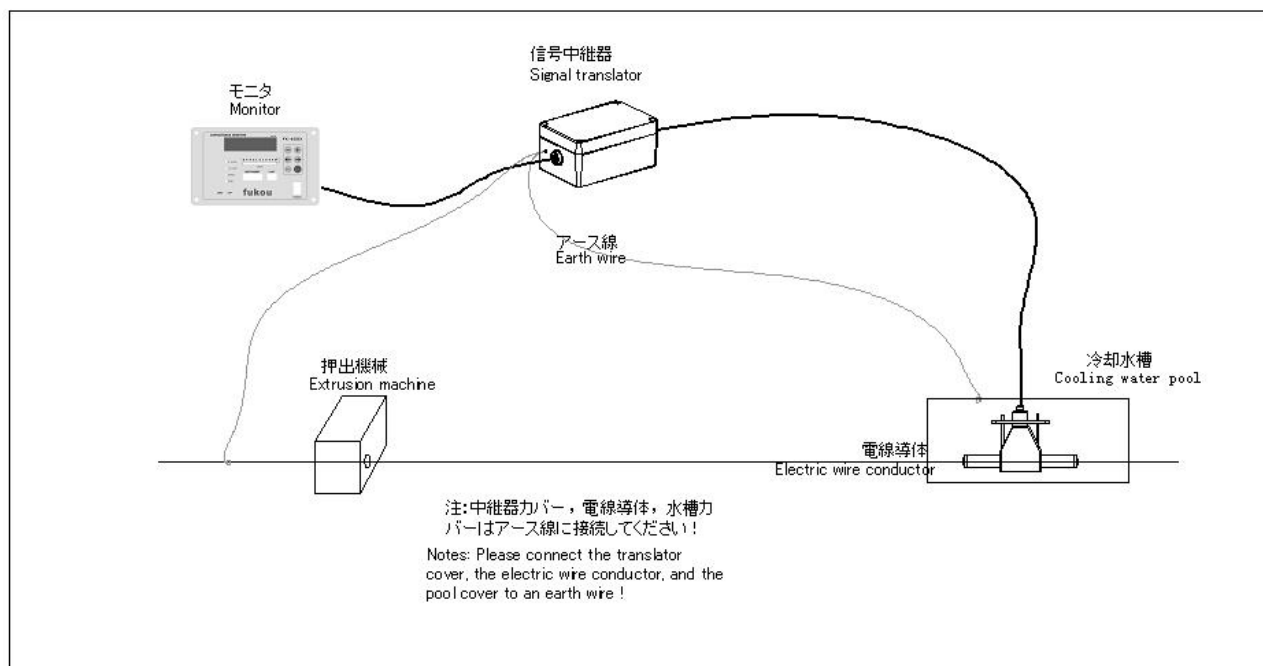 信号中継器
Signal translator
モニタ
Monitor
fukou
アース線
Earth wire
押出機械
Extrusion machine
冷却水槽
Cooling water pool
電線導体
Electric wire conductor
注:中継器カバー，電線導体，水槽カ
バーはアース線に接続してください！
Notes: Please connect the translator
cover, the electric wire conductor, and the
pool cover to an earth wire !